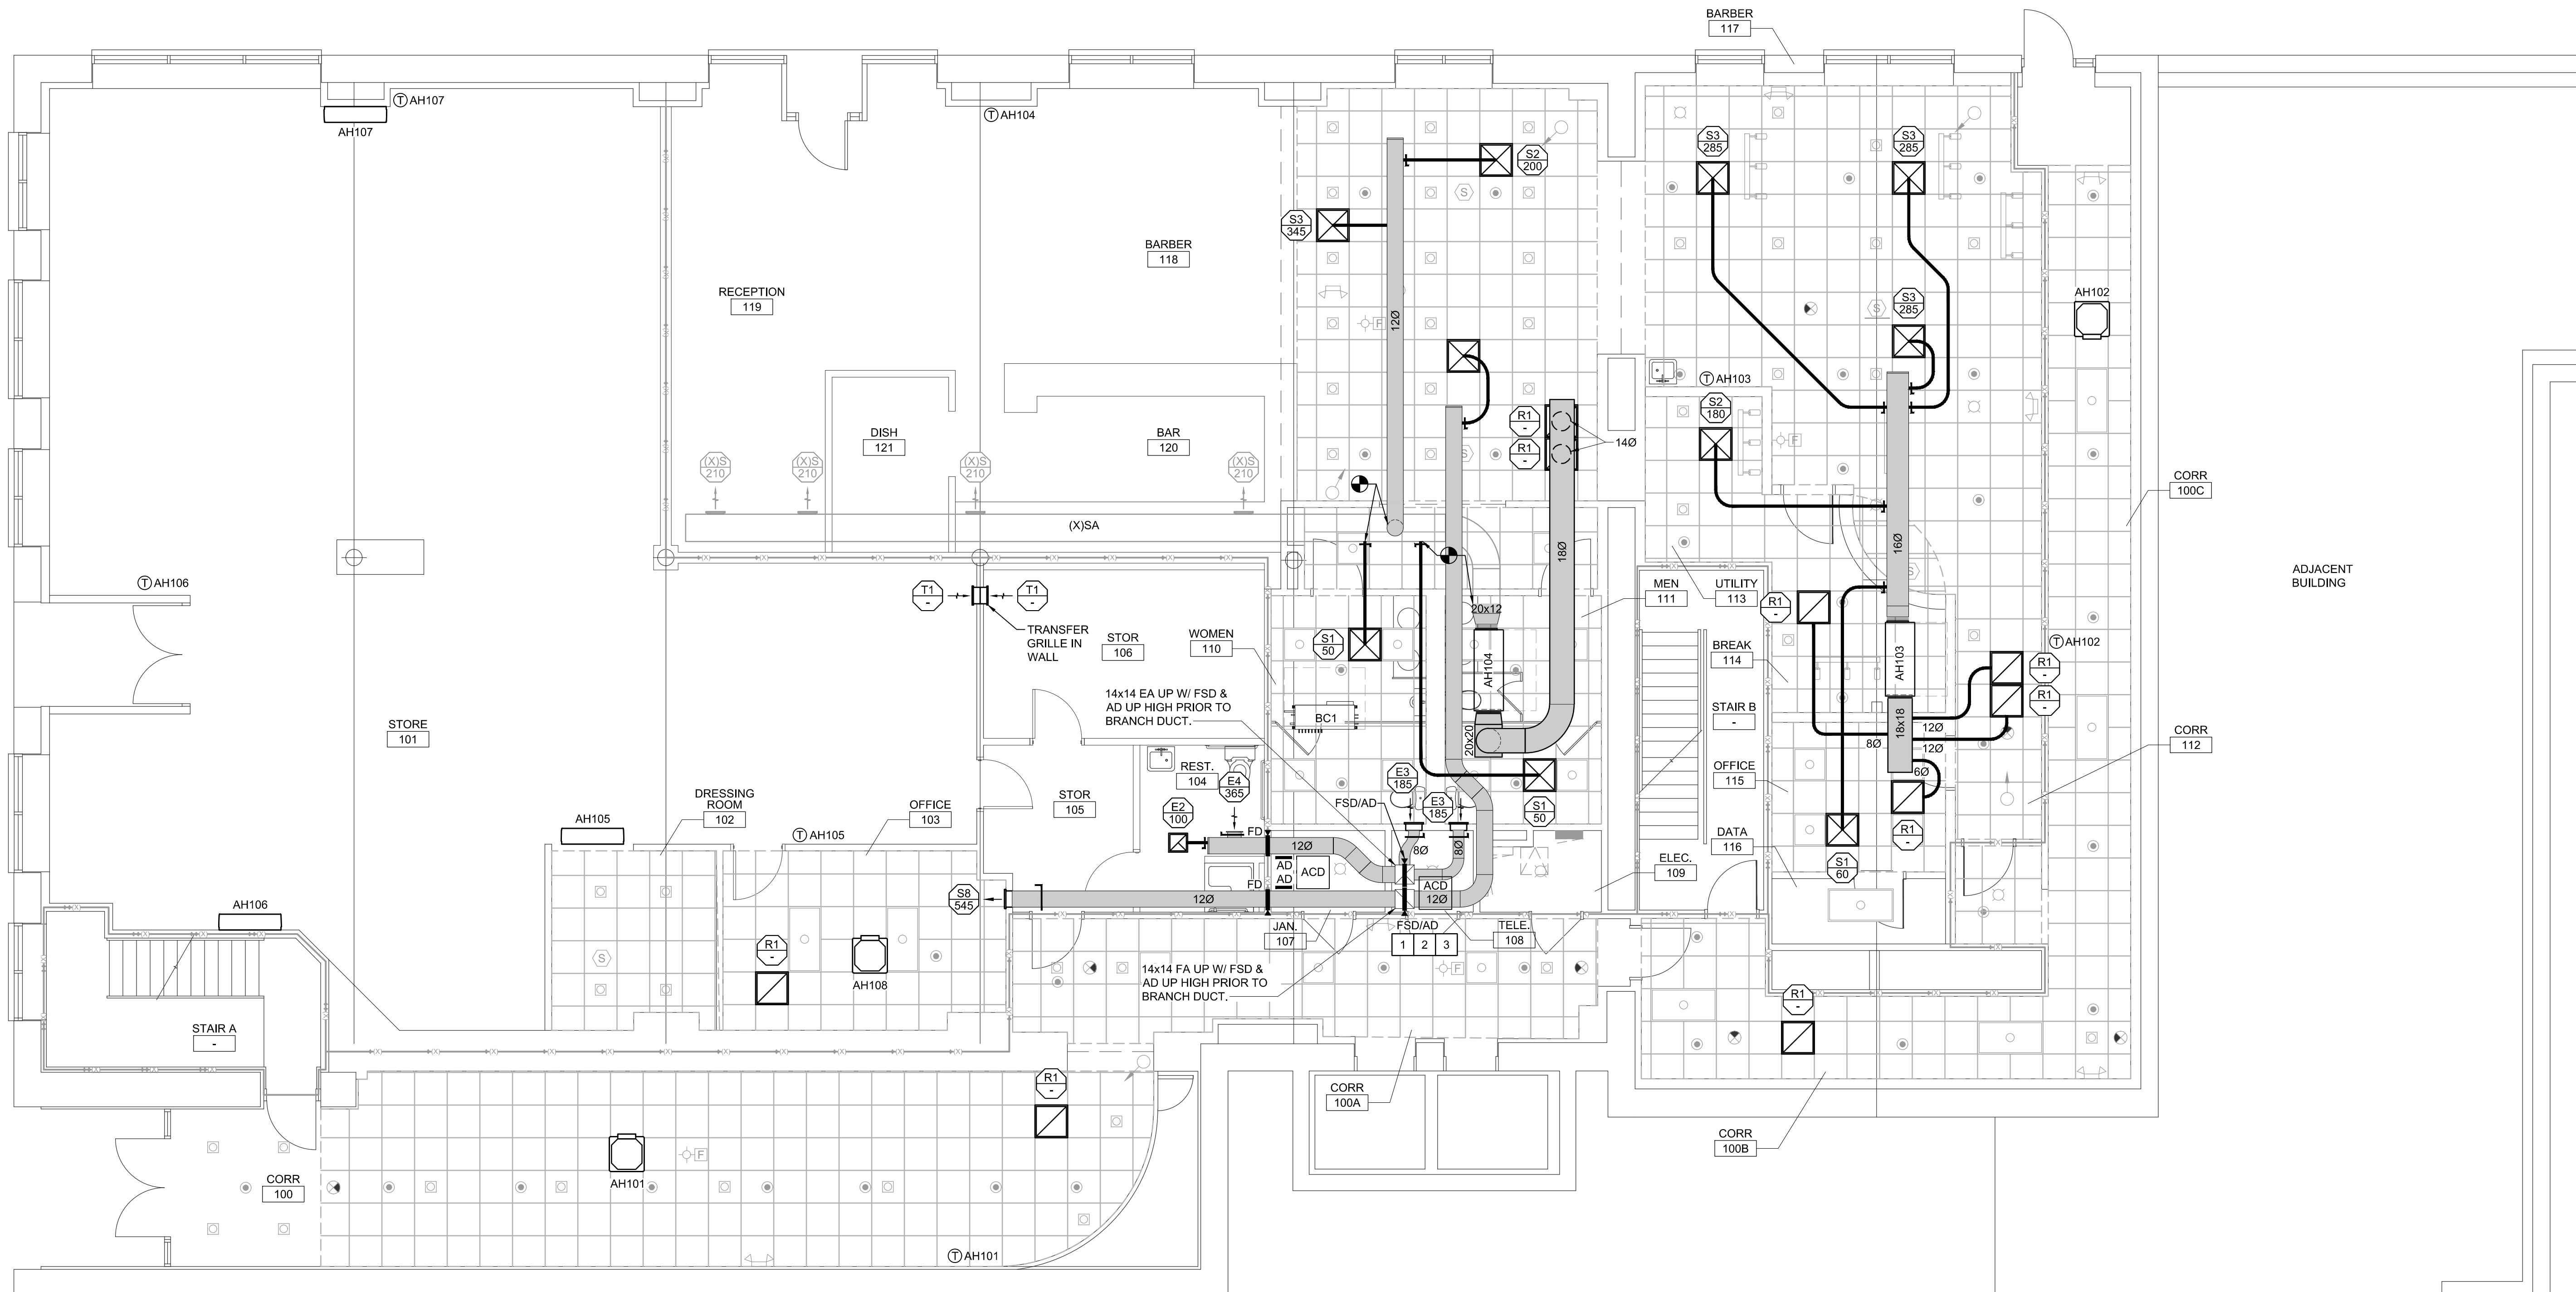 BARBER
117
AH107
AH107
AH104
S3
285
S3
285
S2
200
S3
345
BARBER
118
RECEPTION
119
S
F
12Ø
S3
285
S
AH102
AH103
S2
180
F
DISH
121
BAR
120
R1
-
R1
-
14Ø
S
(X)S
210
(X)S
210
(X)S
210
(X)S
210
(X)SA
18Ø
16Ø
S
CORR
100C
ADJACENT
BUILDING
AH106
T1
-
T1
-
TRANSFER
GRILLE IN
WALL
STOR
106
WOMEN
110
S1
50
20x12
AH104
MEN
111
UTILITY
113
R1
-
BREAK
114
AH103
AH102
R1
-
R1
-
14x14 EA UP W/ FSD &
AD UP HIGH PRIOR TO
BRANCH DUCT.
BC1
20x20
STAIR B
-
18x18
12Ø
12Ø
8Ø
6Ø
STORE
101
CORR
112
REST.
104
E4
365
E3
185
E3
185
FSD/AD
S1
50
OFFICE
115
R1
-
DRESSING
ROOM
102
OFFICE
103
STOR
105
E2
100
FD
12Ø
AD
AD
ACD
8Ø
8Ø
DATA
116
S1
60
AH105
AH105
ELEC.
109
FD
ACD
12Ø
12Ø
S8
545
AH106
JAN.
107
FSD/AD
1 2 3
TELE.
108
R1
-
AH108
S
14x14 FA UP W/ FSD &
AD UP HIGH PRIOR TO
BRANCH DUCT.
F
R1
-
STAIR A
-
R1
-
CORR
100A
CORR
100B
AH101
F
CORR
100
AH101